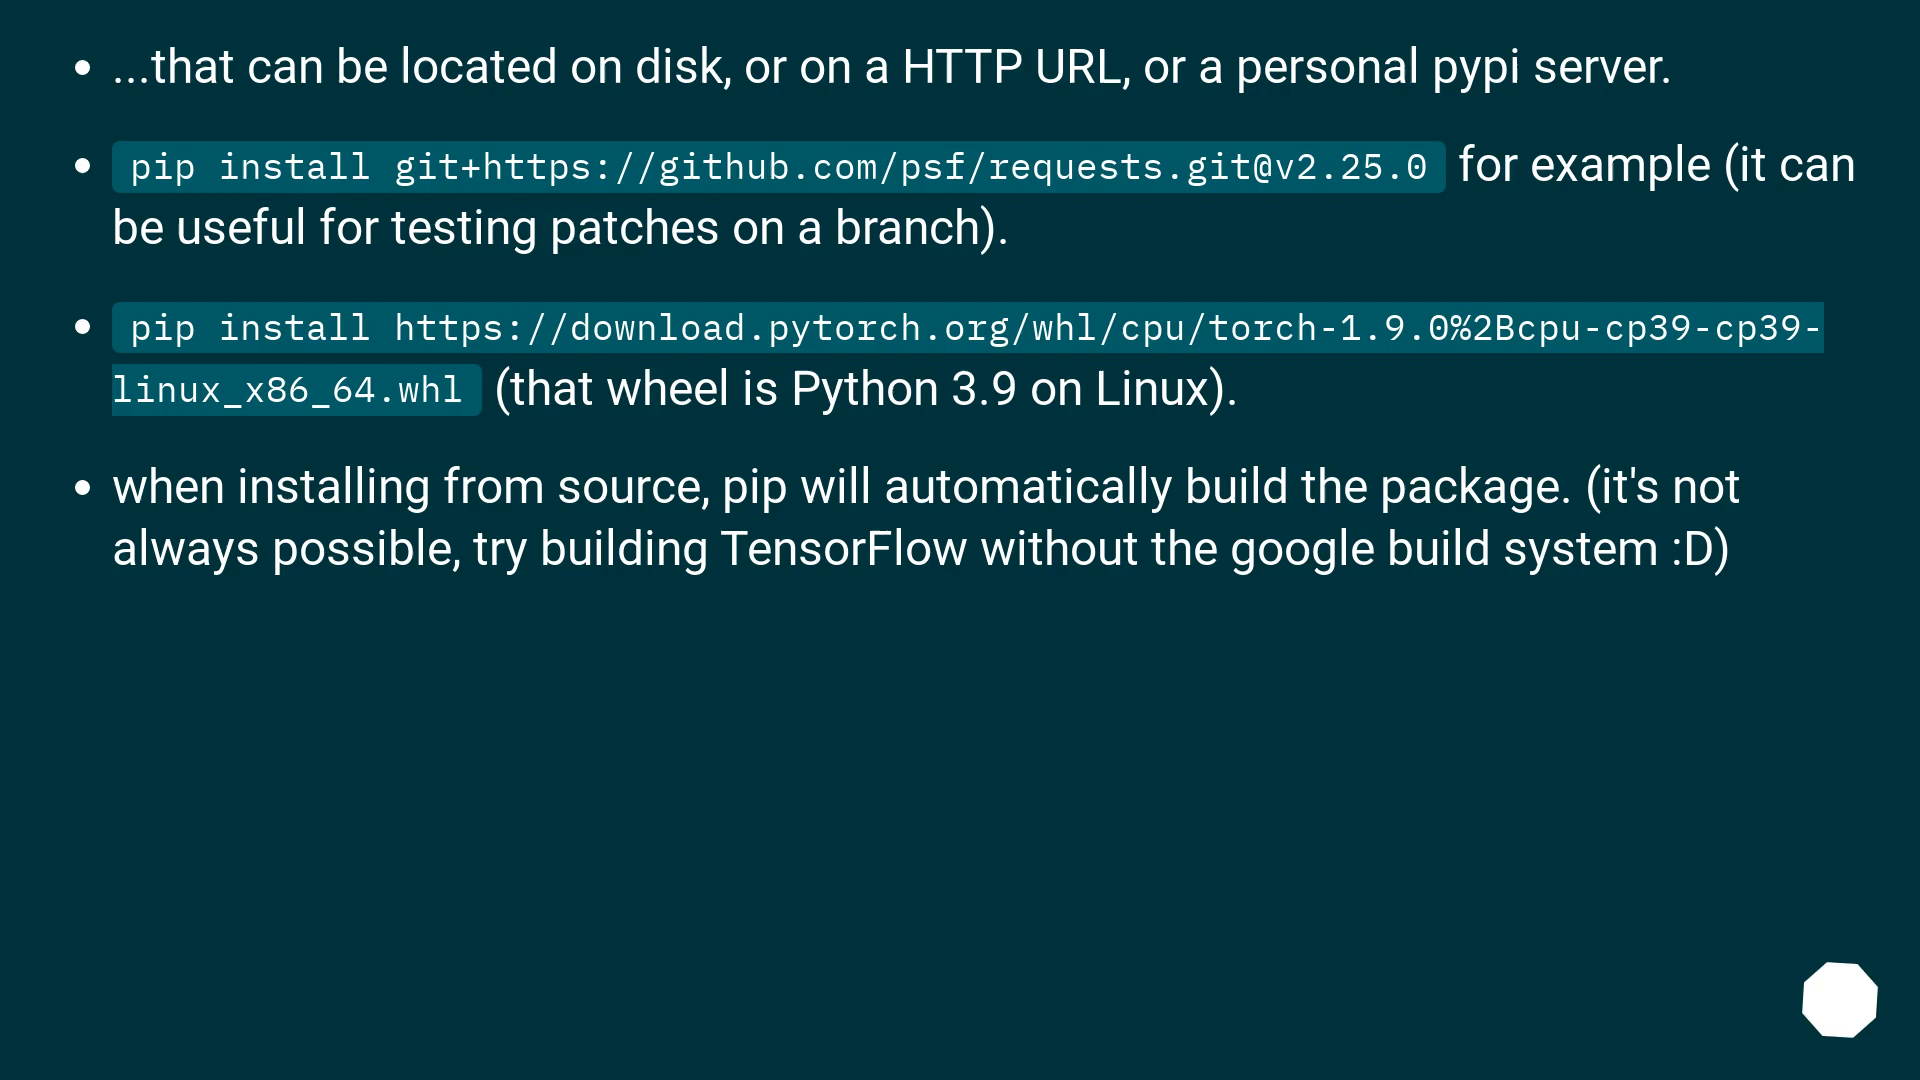 ...that can be located on disk, or on a HTTP URL, or a personal pypi server.
pip install git+https://github.com/psf/requests.git@v2.25.0 for example (it can
be useful for testing patches on a branch).
pip install https://download.pytorch.org/whl/cpu/torch-1.9.0%2Bcpu-cp39-cp39-
linux_x86_64.whl (that wheel is Python 3.9 on Linux).
when installing from source, pip will automatically build the package. (it's not
always possible, try building TensorFlow without the google build system :D)